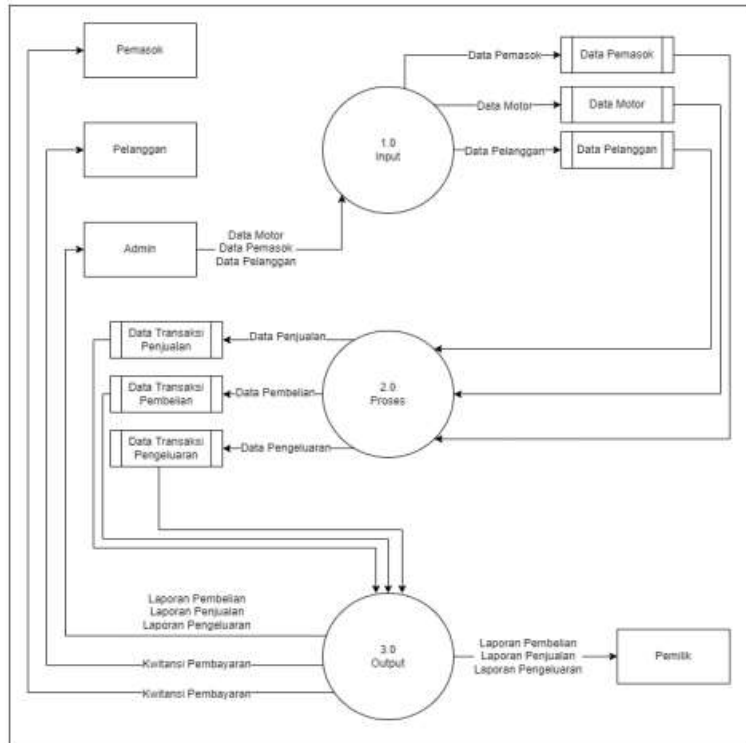 Pemasok
Data Pemasok
Data Pemasok
Data Motor
Data Motor
1.0
Input
Pelanggan
Data Pelanggan
Data Pelanggan
Data Motor
Data Pemasok
Data Pelanggan
Admin
Data Transaksi
Penjualan
Data Penjualan
2.0
Proses
Data Transaksi
Pembelian
Data Pembelian
Data Transaksi
Pengeluaran
Data Pengeluaran
Laporan Pembelian
Laporan Penjualan
Laporan Pengeluaran
3.0
Output
Laporan Pembelian
Laporan Penjualan
Laporan Pengeluaran
Pemilik
Kwitansi Pembayaran
Kwitansi Pembayaran